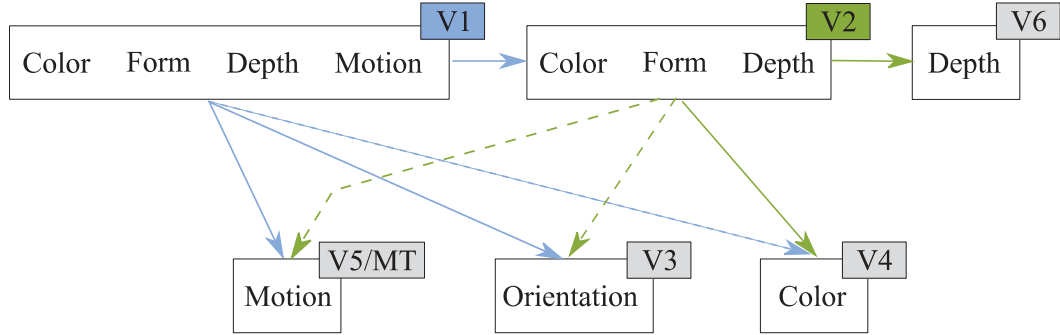 V1
Color Form Depth Motion
V2
Color Form Depth
V6
Depth
V5/MT
Motion
V3
Orientation
V4
Color